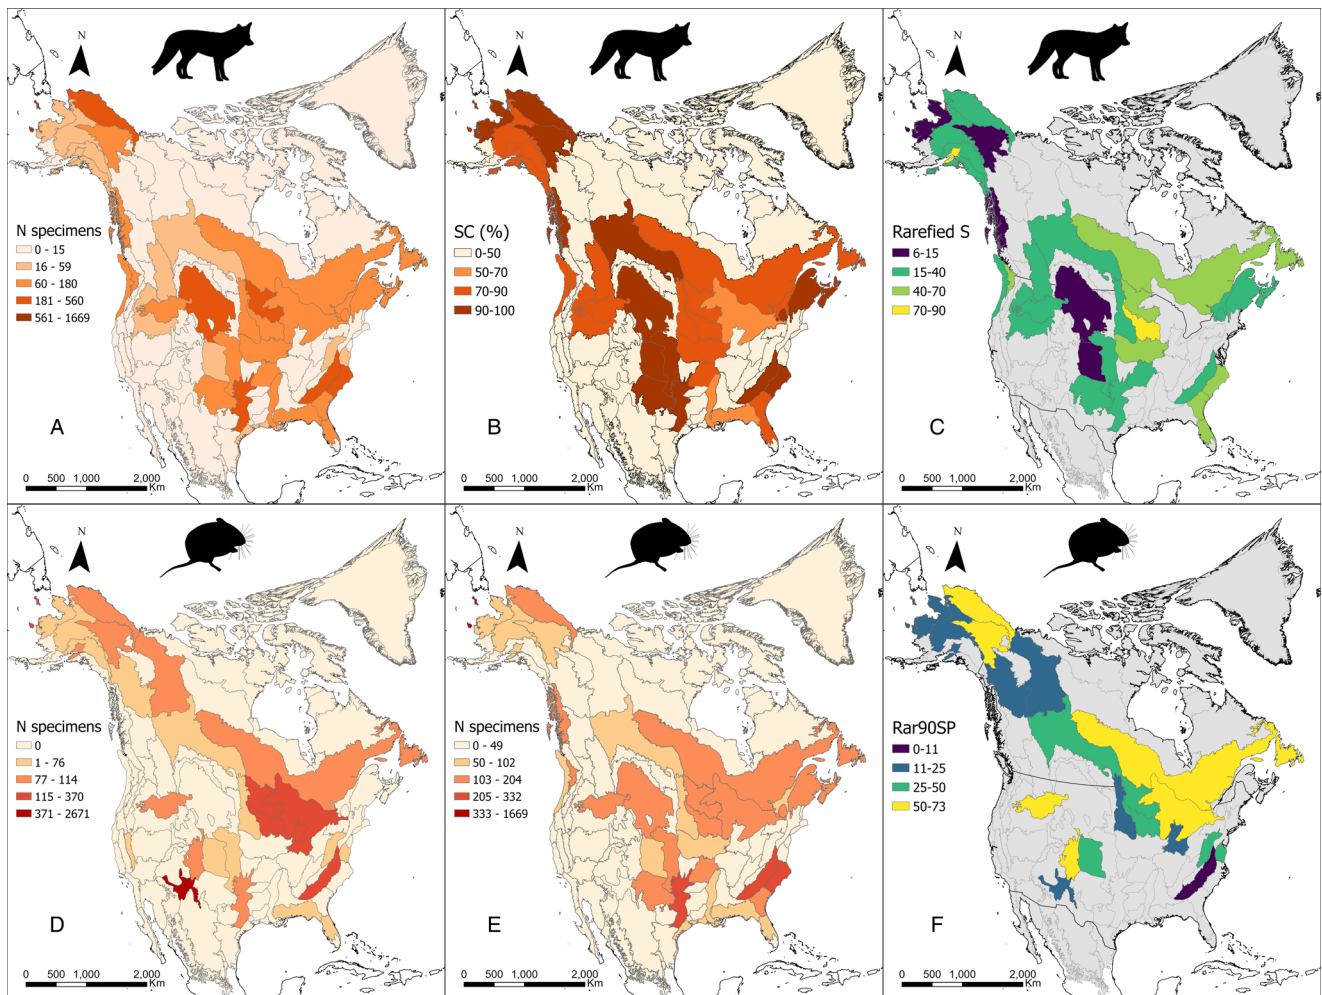 N
N specimens
0 - 15
16 - 59
60 - 180
181 - 560
561 - 1669
A
0 500 1,000 2,000
Km
N
SC (%)
0-50
50-70
70-90
90-100
B
0 500 1,000 2,000
Km
N
Rarefied S
6-15
15-40
40-70
70-90
C
0 500 1,000 2,000
Km
N
N specimens
0
1 - 76
77 - 114
115 - 370
371 - 2671
D
0 500 1,000 2,000
Km
N
N specimens
0 - 49
50 - 102
103 - 204
205 - 332
333 - 1669
E
0 500 1,000 2,000
Km
N
Rar90SP
0-11
11-25
25-50
50-73
F
0 500 1,000 2,000
Km